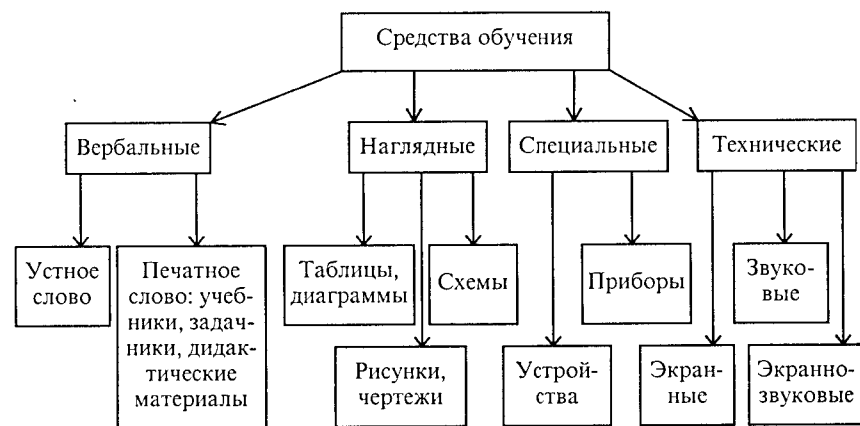 Средства обучения
Вербальные
Наглядные
Специальные
Технические
Устное
слово
Печатное
слово: учеб-
ники, задач-
ники, дидак-
тические
материалы
Таблицы,
диаграммы
Схемы
Приборы
Звуко-
вые
Рисунки,
чертежи
Устрой-
ства
Экран-
ные
Экранно-
звуковые